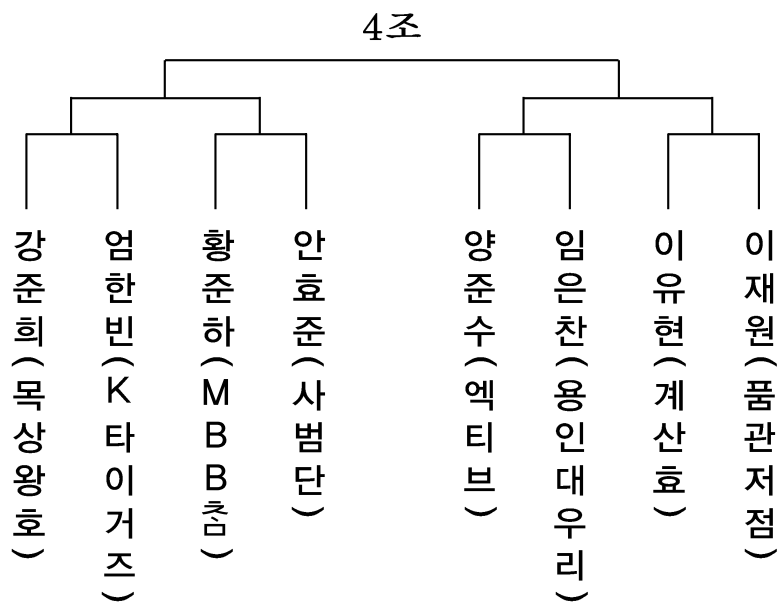 4조
강준희(목상왕호)
엄한빈(K타이거즈)
황준하(MBB춤)
안효준(사범단)
양준수(엑티브)
임은찬(용인대우리)
이유현(계산효)
이재원(품관저점)